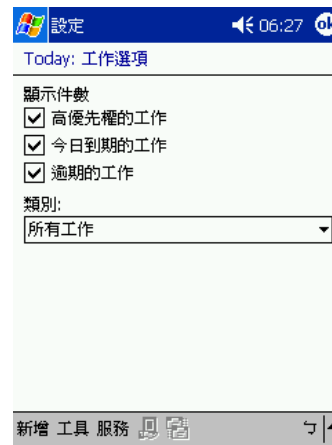 設定 06:27 ok
Today: 工作選項
顯示件數
高優先權的工作
今日到期的工作
逾期的工作
類別:
所有工作
新增 工具 服務 ㄅ